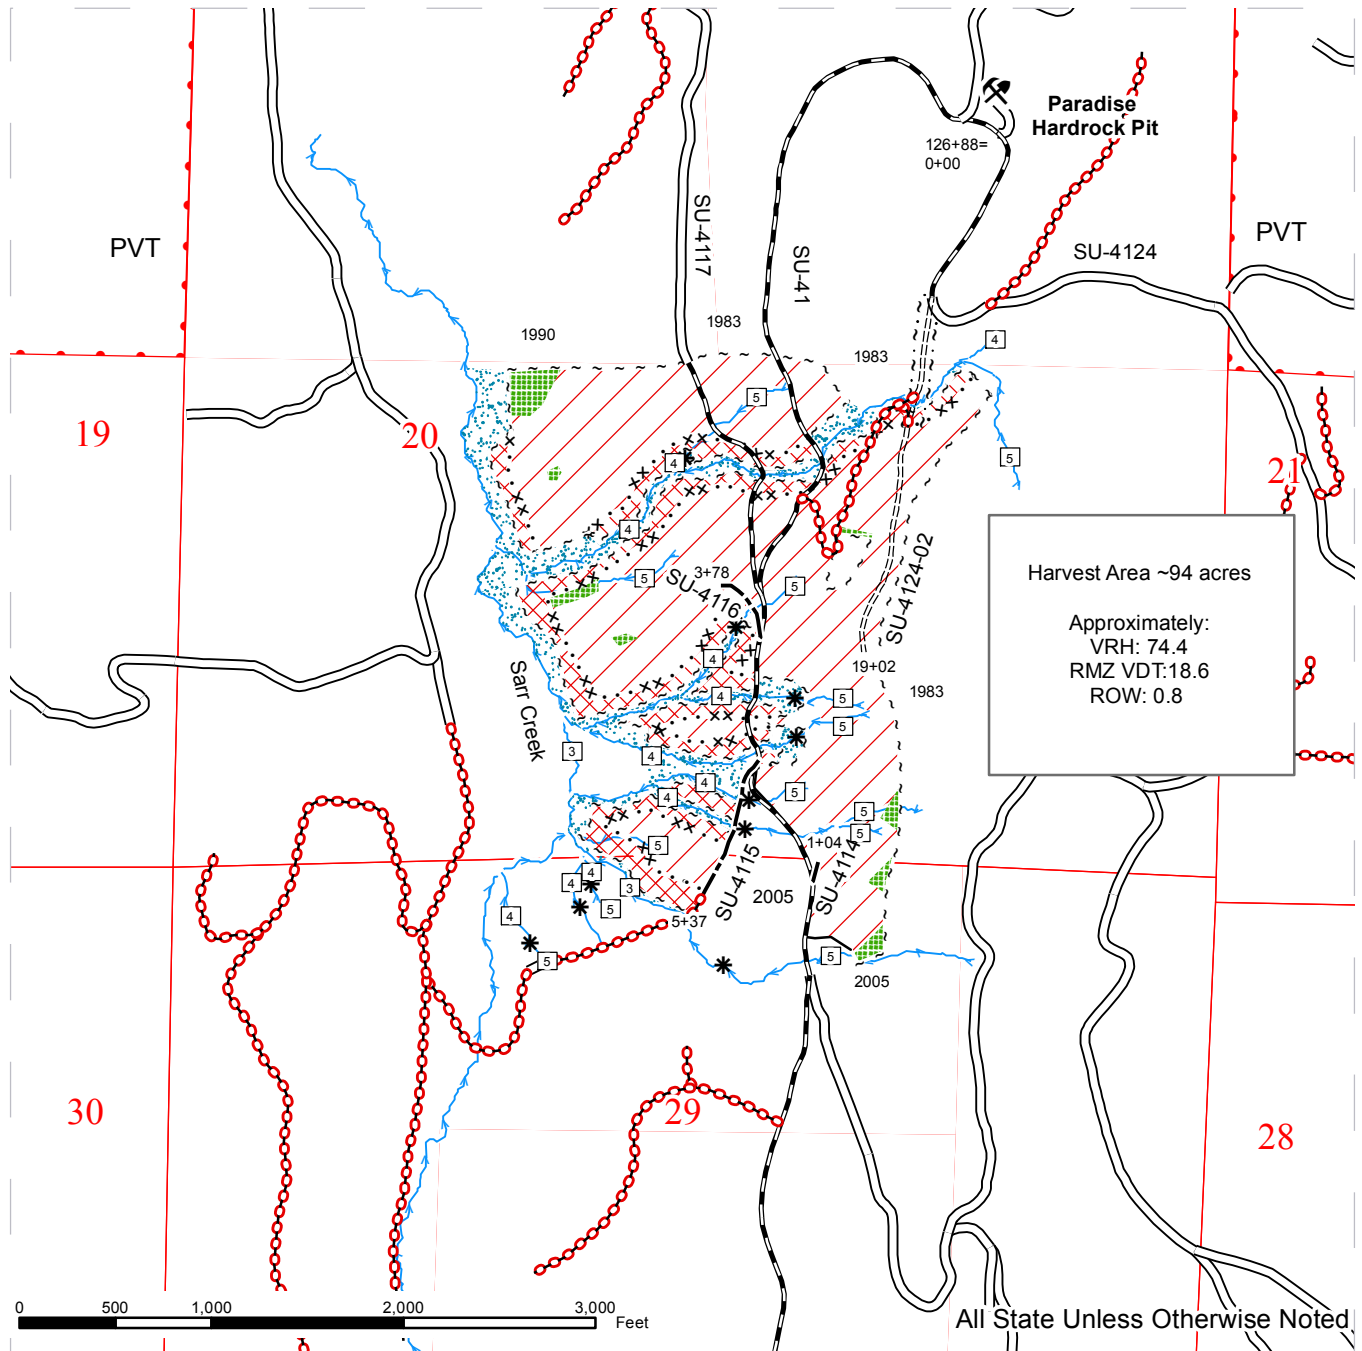 Paradise
Hardrock Pit
126+88=
0+00
SU-4117
SU-41
SU-4124
PVT
PVT
1990
1983
1983
4
5
19
20
4
5
21
4
5
3+78
SU-4116
5
SU-4124-02
Harvest Area ~94 acres
Approximately:
VRH: 74.4
RMZ VDT:18.6
ROW: 0.8
4
19+02
1983
4
5
5
Sarr Creek
3
4
4
5
4
5
5
5
1+04
SU-4114
SU-4115
4
4
3
5
2005
4
5+37
5
5
2005
30
29
28
0
500
1,000
2,000
3,000
Feet
All State Unless Otherwise Noted